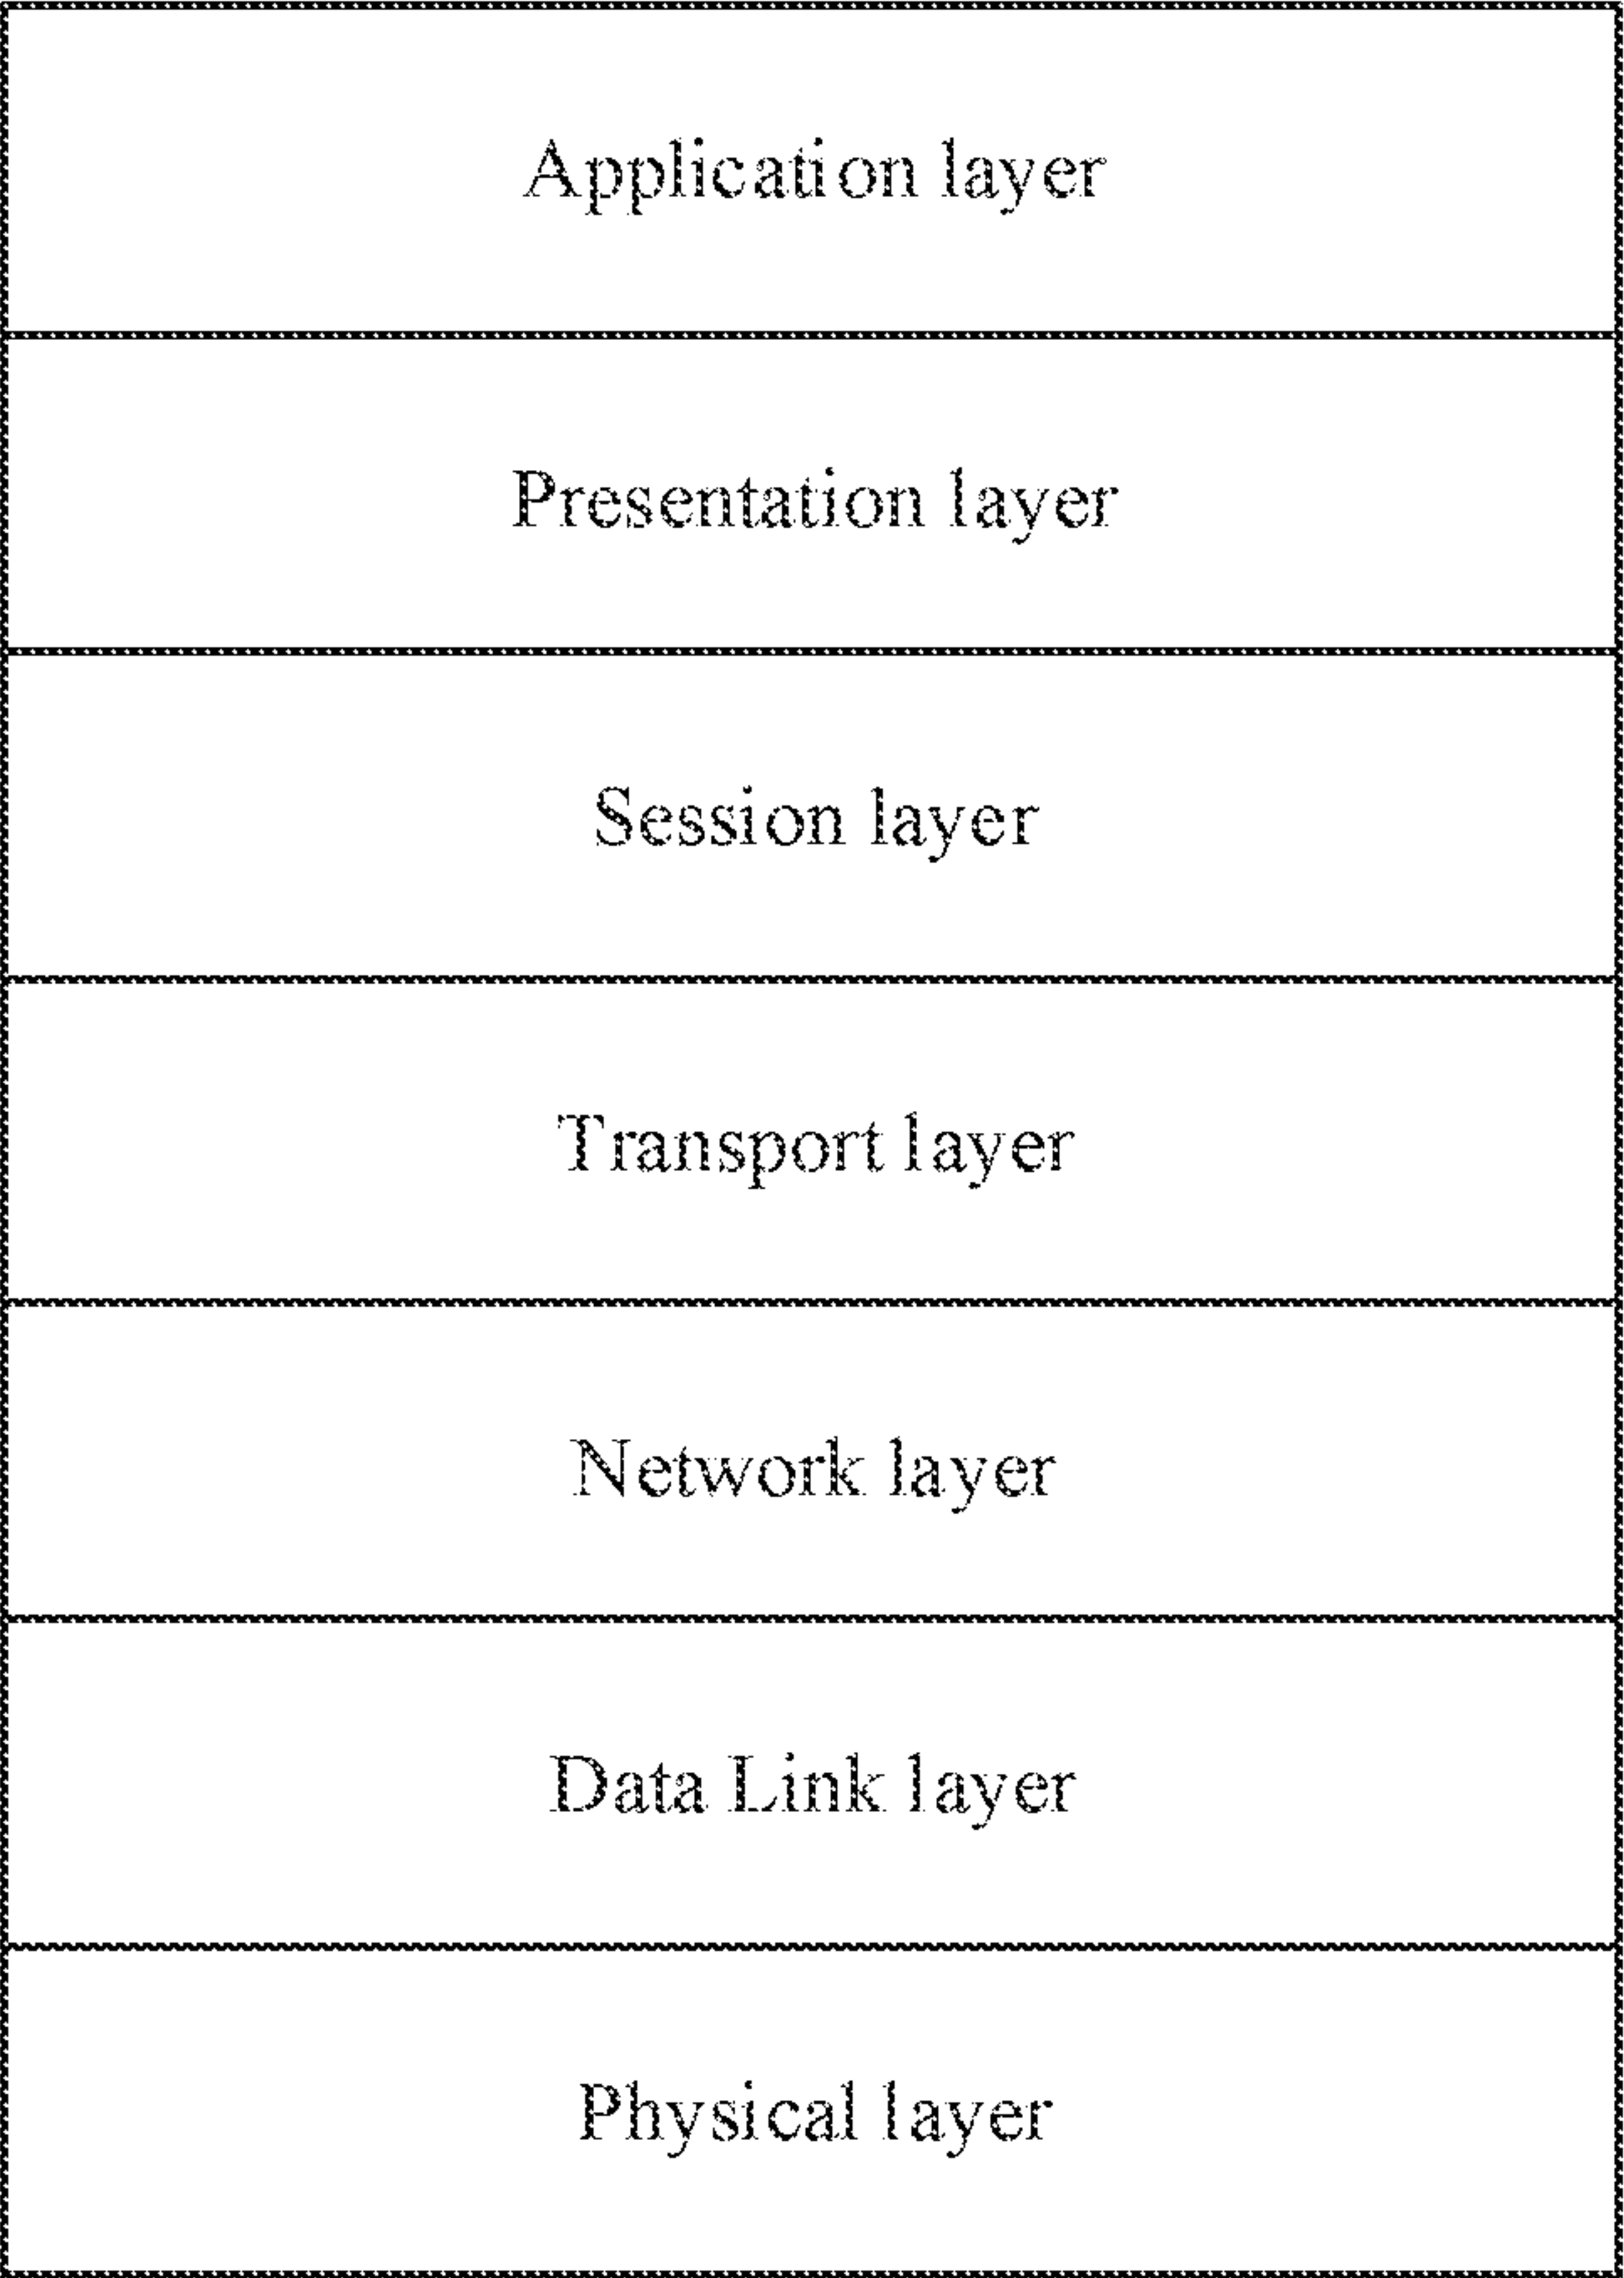 Application layer
Presentation layer
Session layer
Transport layer
Network layer
Data Link layer
Physical layer